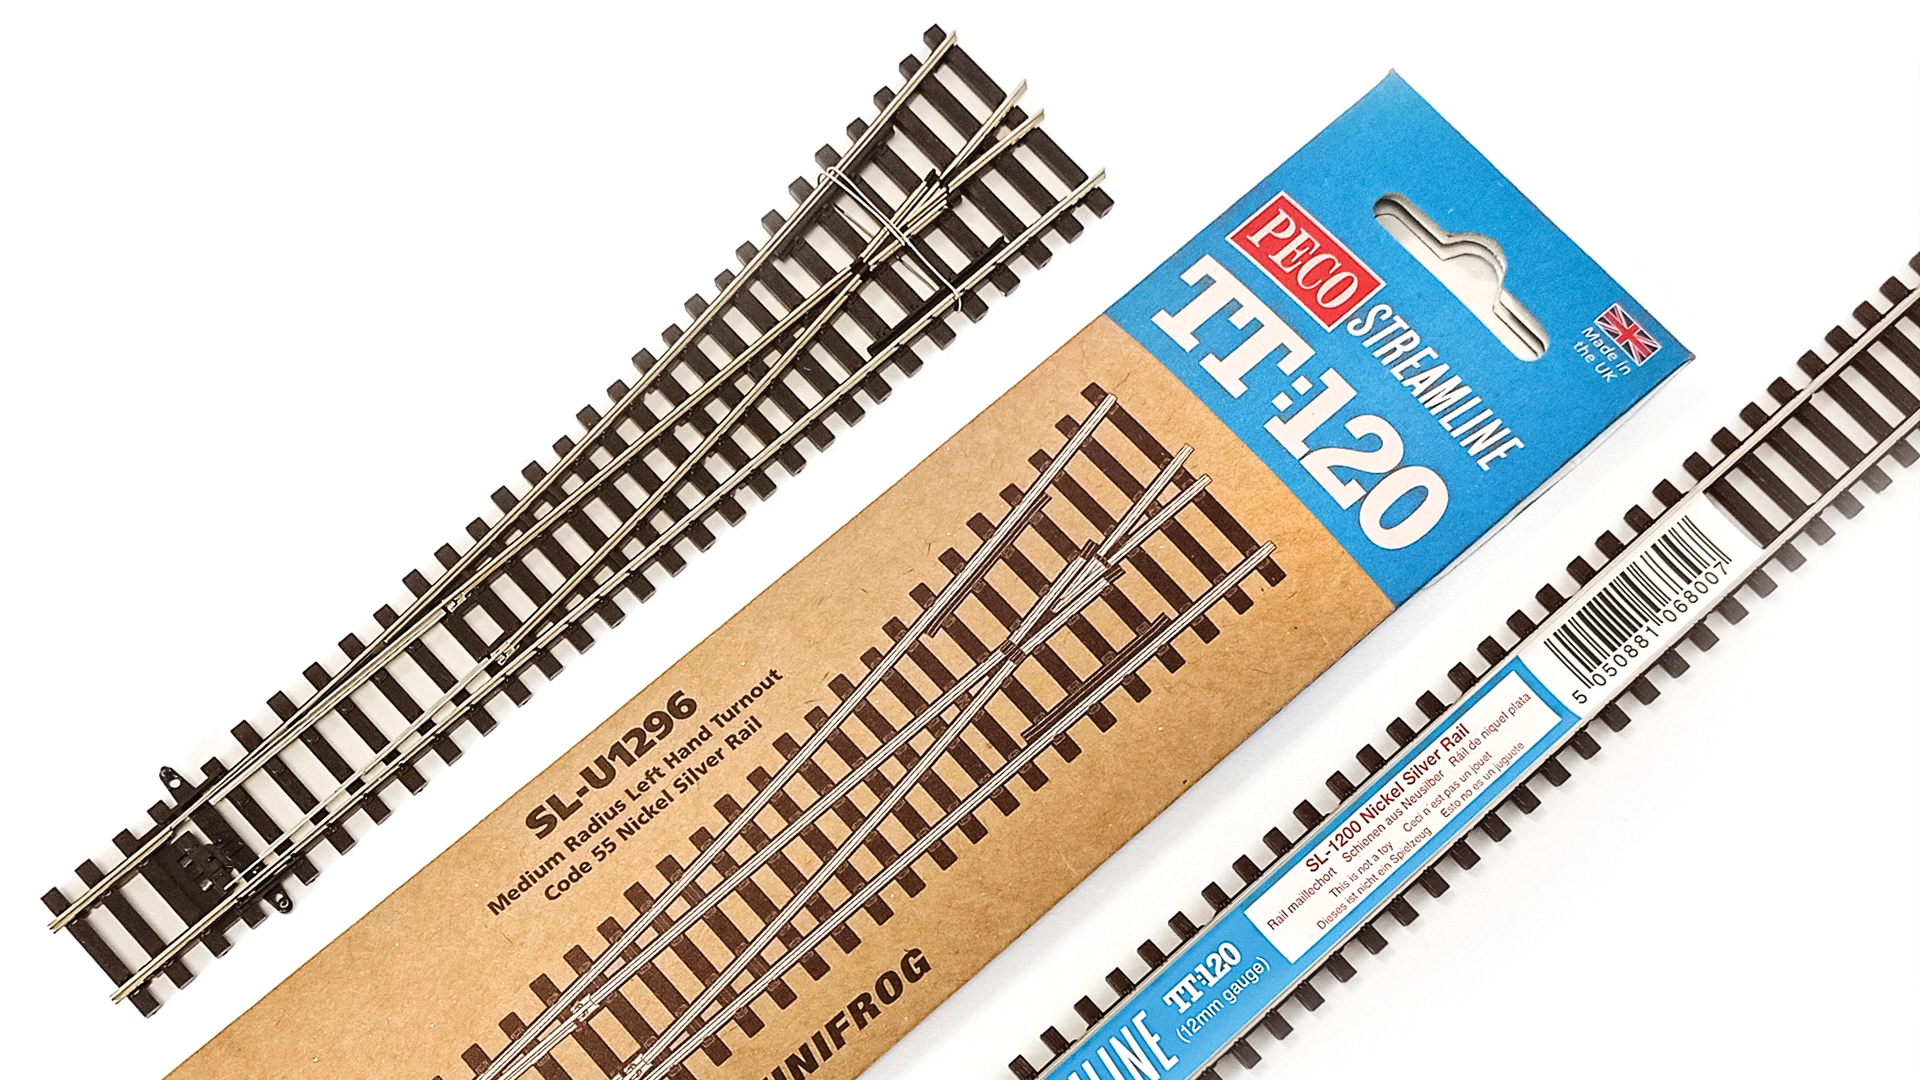 PECO
STREAMLINE
TT:120
Made in
the UK
SL-U1296
Medium Radius Left Hand Turnout
Code 55 Nickel Silver Rail
UNIFROG
5 050881 068007
SL-1200 Nickel Silver Rail
Rail maillechort Schienen aus Neusilber Ráil de niquel plata
This is not a toy Ceci n'est pas un jouet
Dieses ist nicht ein Spielzeug Esto no es un juguete
TT:120
(12mm gauge)